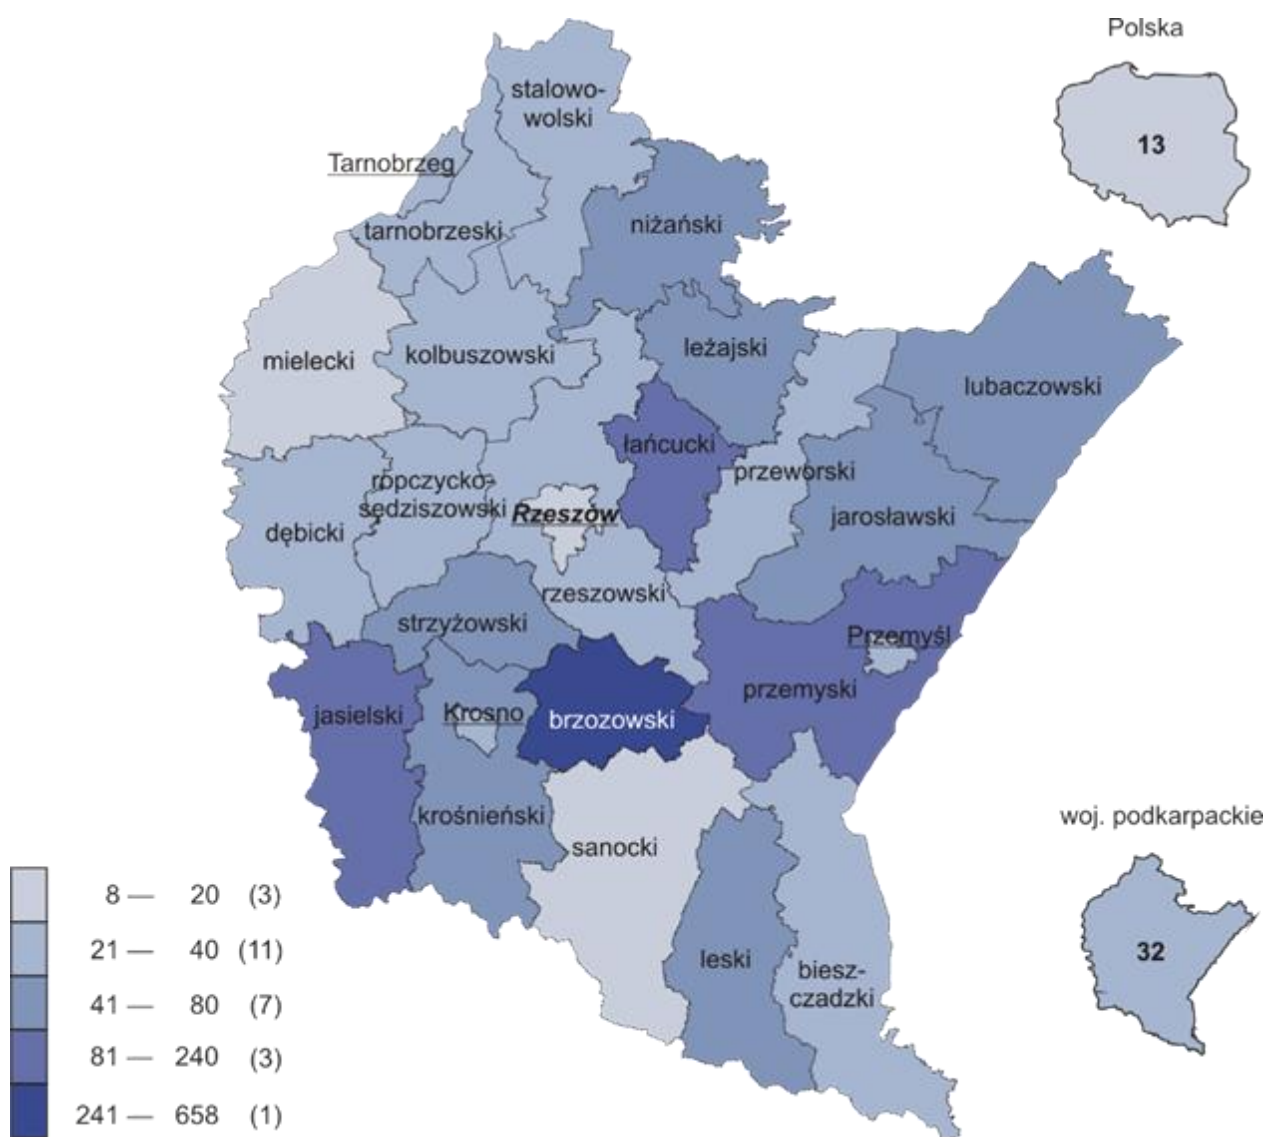 Polska
13
stalowo-
wolski
Tarnobrzeg
tarnobrzeski
niżański
mielecki
kolbuszowski
leżajski
lubaczowski
łańcucki
przeworski
ropczycko-
sędziszowski
Rzeszów
dębicki
jarosławski
rzeszowski
strzyżowski
Przemyśl
przemyski
jasielski
Krosno
brzozowski
krośnieński
sanocki
leski
biesz-
czadzki
woj. podkarpackie
32
8 — 20 (3)
21 — 40 (11)
41 — 80 (7)
81 — 240 (3)
241 — 658 (1)